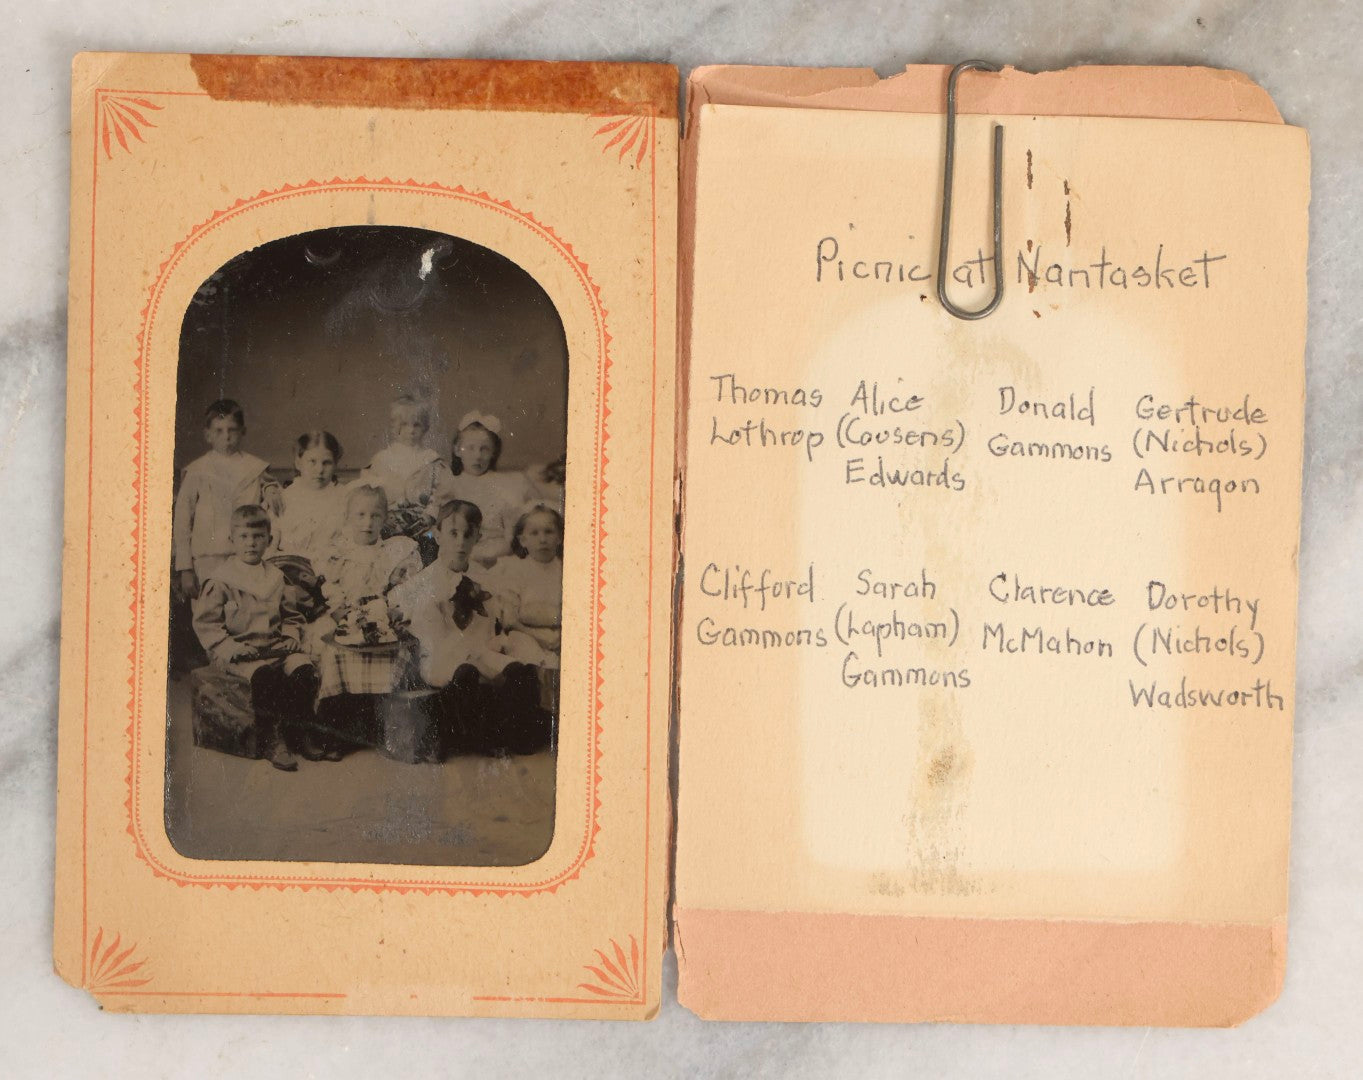 Picnic at Nantasket
Thomas Alice Donald Gertrude
Lothrop (Cousens) Gammons (Nichols)
Edwards Arragon
Clifford Sarah Clarence Dorothy
Gammons (Lapham) McMahon (Nichols)
Gammons Wadsworth